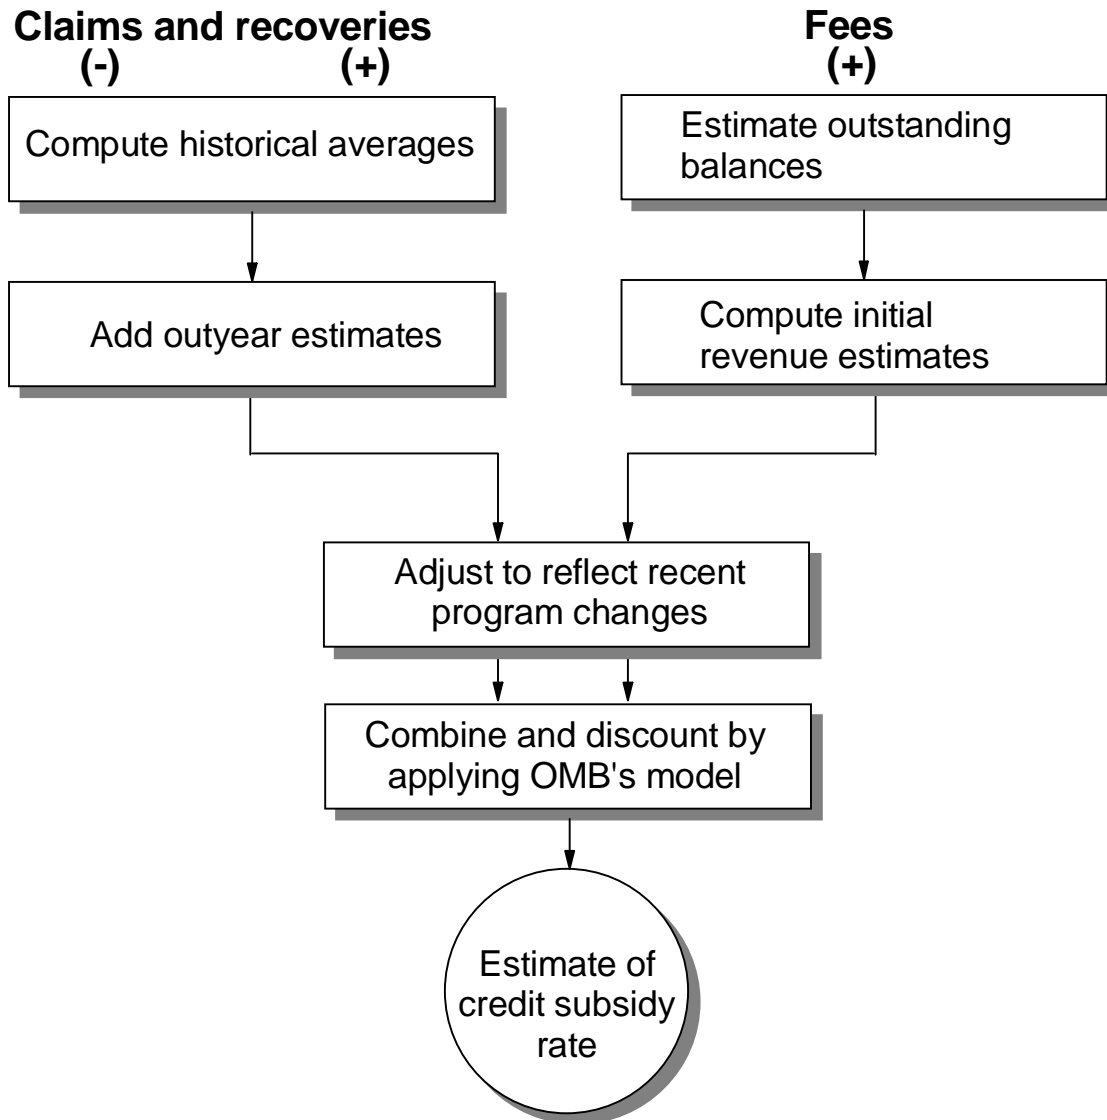 Claims and recoveries
(-) (+)
Fees
(+)
Compute historical averages
Estimate outstanding
balances
Add outyear estimates
Compute initial
revenue estimates
Adjust to reflect recent
program changes
Combine and discount by
applying OMB's model
Estimate of
credit subsidy
rate